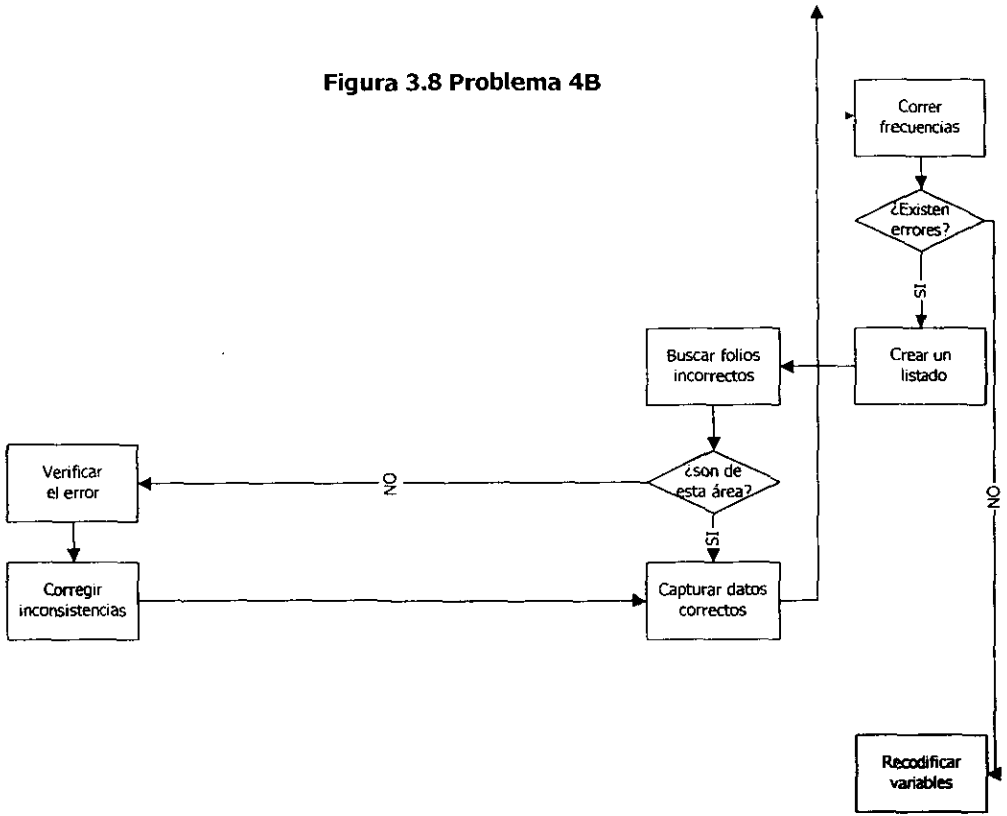 Figura 3.8 Problema 4B
Correr
frecuencias
¿Existen
errores?
SI
Buscar folios
incorrectos
Crear un
listado
Verificar
el error
NO
¿son de
esta área?
NO
SI
Corregir
inconsistencias
Capturar datos
correctos
Recodificar
variables